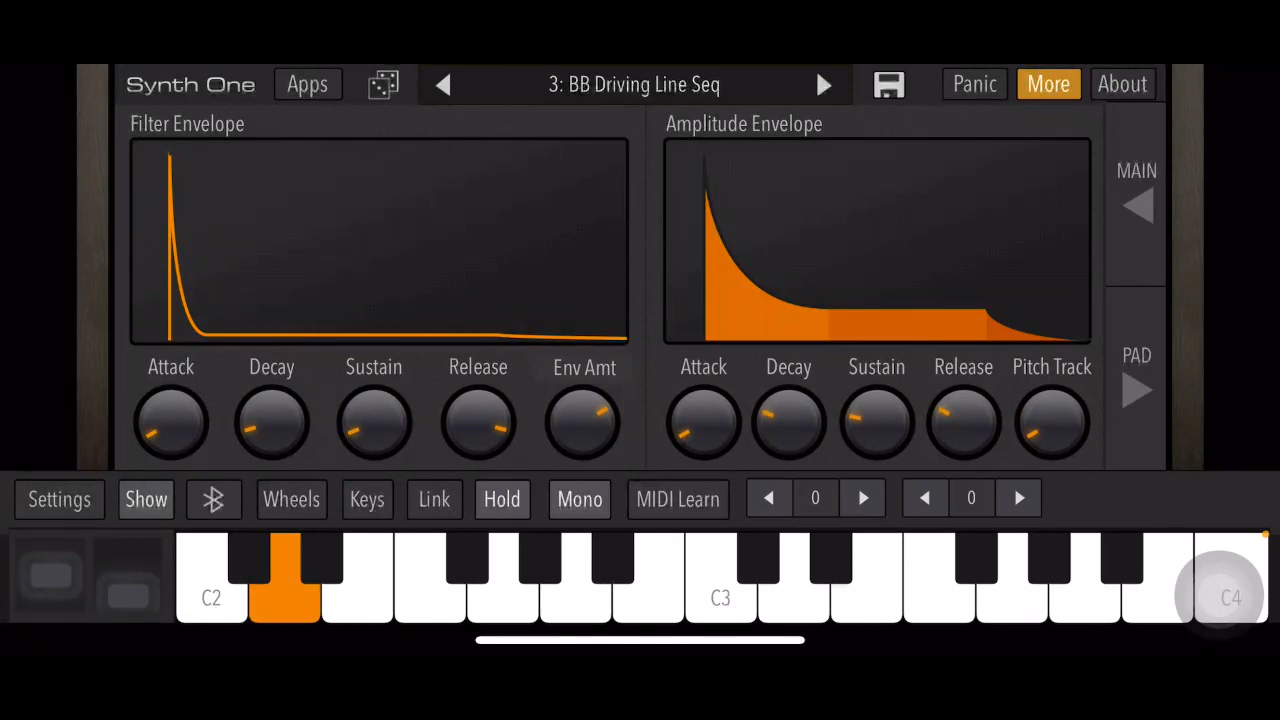 Synth One Apps 3: BB Driving Line Seq Panic More About
Filter Envelope Amplitude Envelope
MAIN
Attack Decay Sustain Release Env Amt Attack Decay Sustain Release Pitch Track
PAD
Settings Show Wheels Keys Link Hold Mono MIDI Learn 0 0
C2 C3 C4